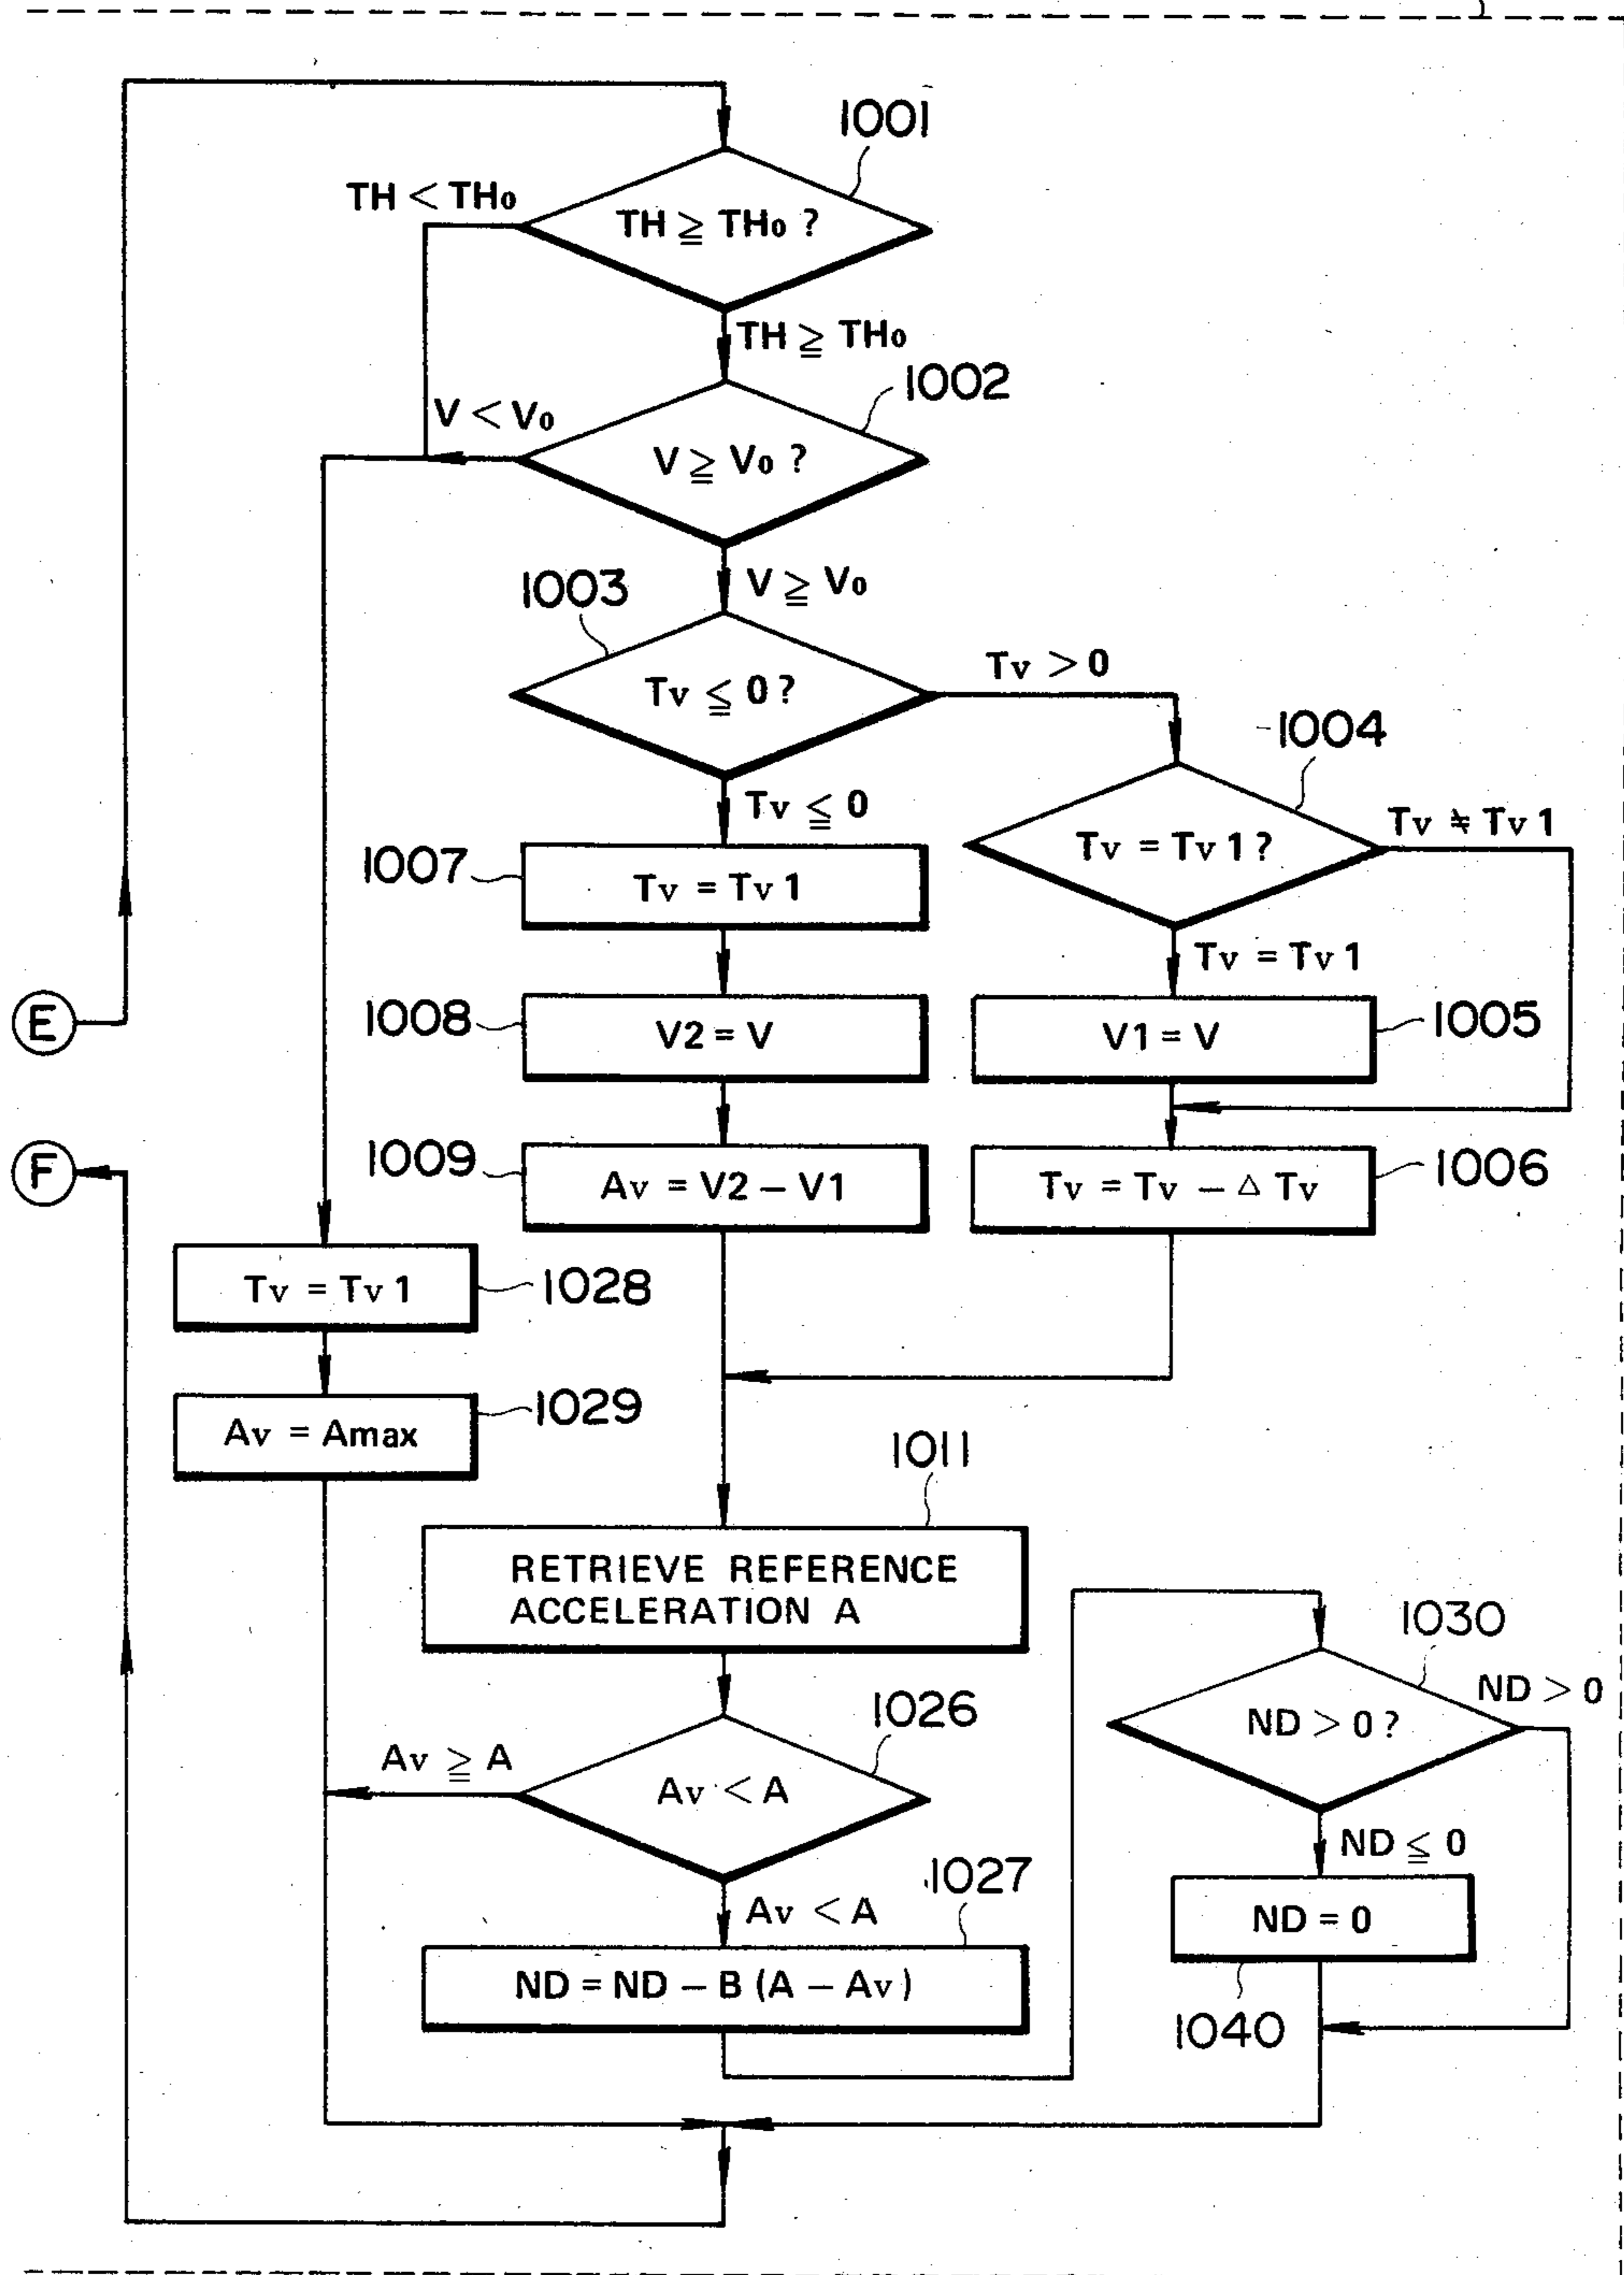 1001
TH < TH₀
TH ≧ TH₀ ?
TH ≧ TH₀
1002
V < V₀
V ≧ V₀ ?
V ≧ V₀
1003
Tv > 0
Tv ≦ 0 ?
1004
Tv ≦ 0
Tv ≒ Tv 1
Tv = Tv 1 ?
1007
Tv = Tv 1
Tv = Tv 1
E
1008
V2 = V
V1 = V
1005
F
1009
Av = V2 – V1
Tv = Tv – △ Tv
1006
Tv = Tv 1
1028
Av = Amax
1029
1011
RETRIEVE REFERENCE
ACCELERATION A
1030
ND > 0
1026
ND > 0 ?
Av ≧ A
Av < A
ND ≦ 0
1027
Av < A
ND = 0
ND = ND – B (A – Av)
1040